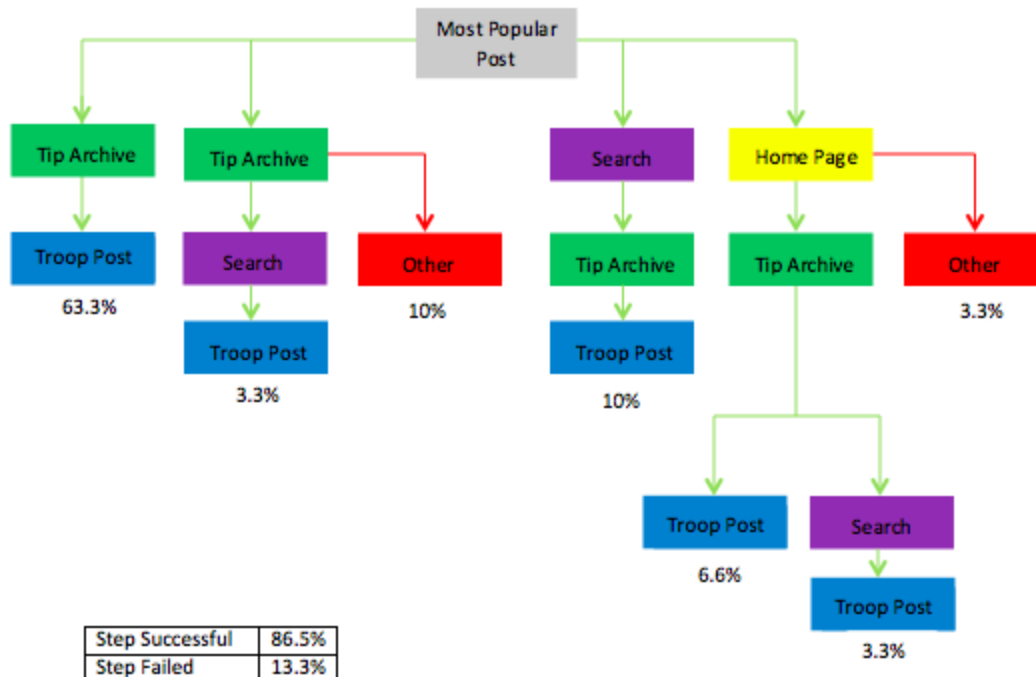 Most Popular
Post
Tip Archive
Tip Archive
Search
Home Page
Troop Post
Search
Other
Tip Archive
Tip Archive
Other
63.3%
10%
3.3%
Troop Post
Troop Post
3.3%
10%
Troop Post
Search
6.6%
Troop Post
3.3%
Step Successful 86.5%
Step Failed 13.3%